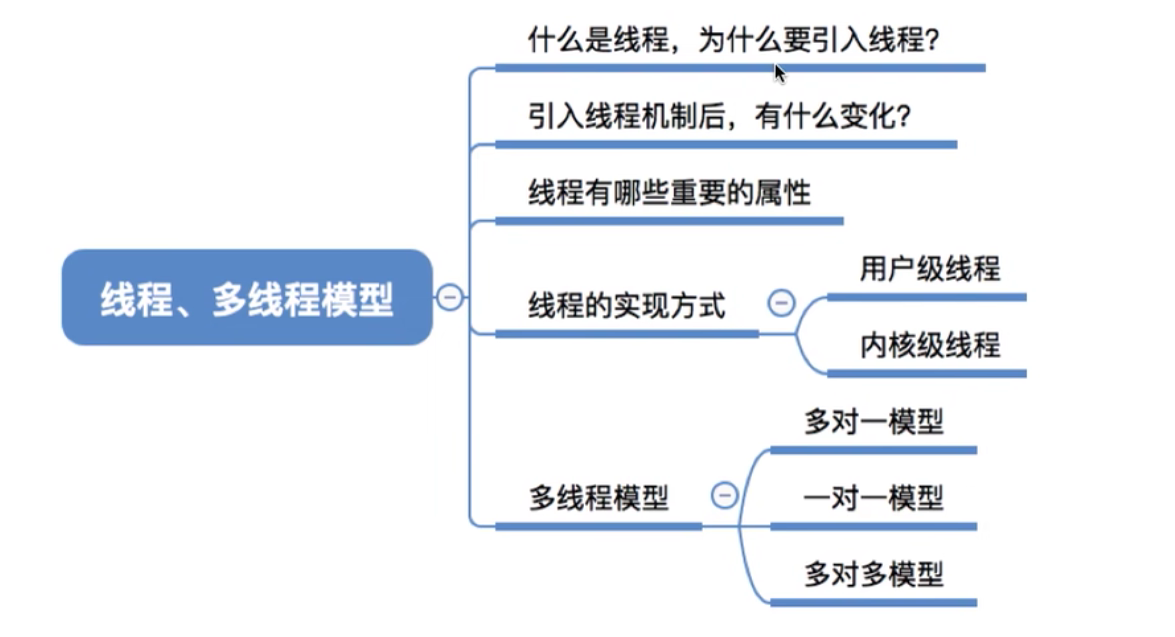 什么是线程，为什么要引入线程？
引入线程机制后，有什么变化？
线程有哪些重要的属性
线程、多线程模型
线程的实现方式
用户级线程
内核级线程
多线程模型
多对一模型
一对一模型
多对多模型